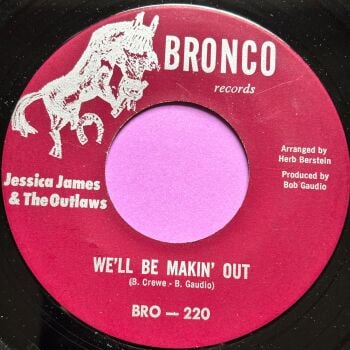 BRONCO
records
Arranged by
Herb Berstein
Produced by
Bob Gaudio
Jessica James
& The Outlaws
WE'LL BE MAKIN' OUT
(B. Crewe - B. Gaudio)
BRO — 220